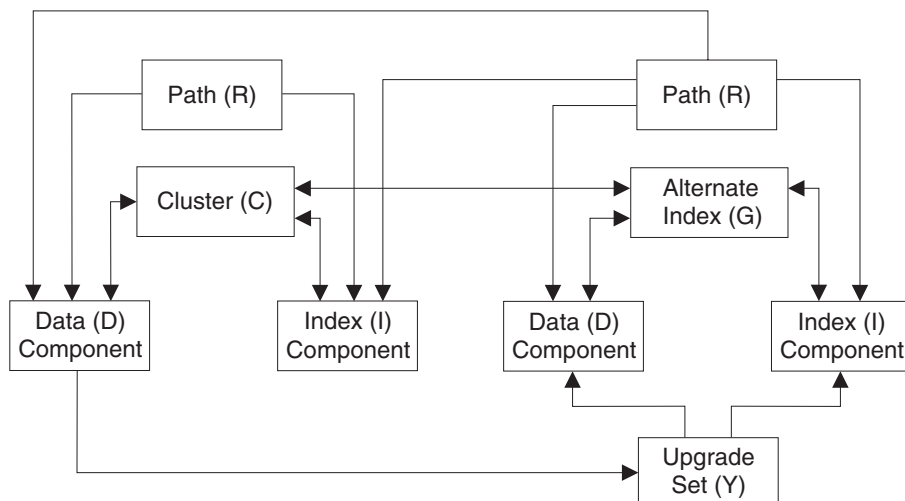 Path (R)
Path (R)
Cluster (C)
Alternate
Index (G)
Data (D)
Component
Index (I)
Component
Data (D)
Component
Index (I)
Component
Upgrade
Set (Y)